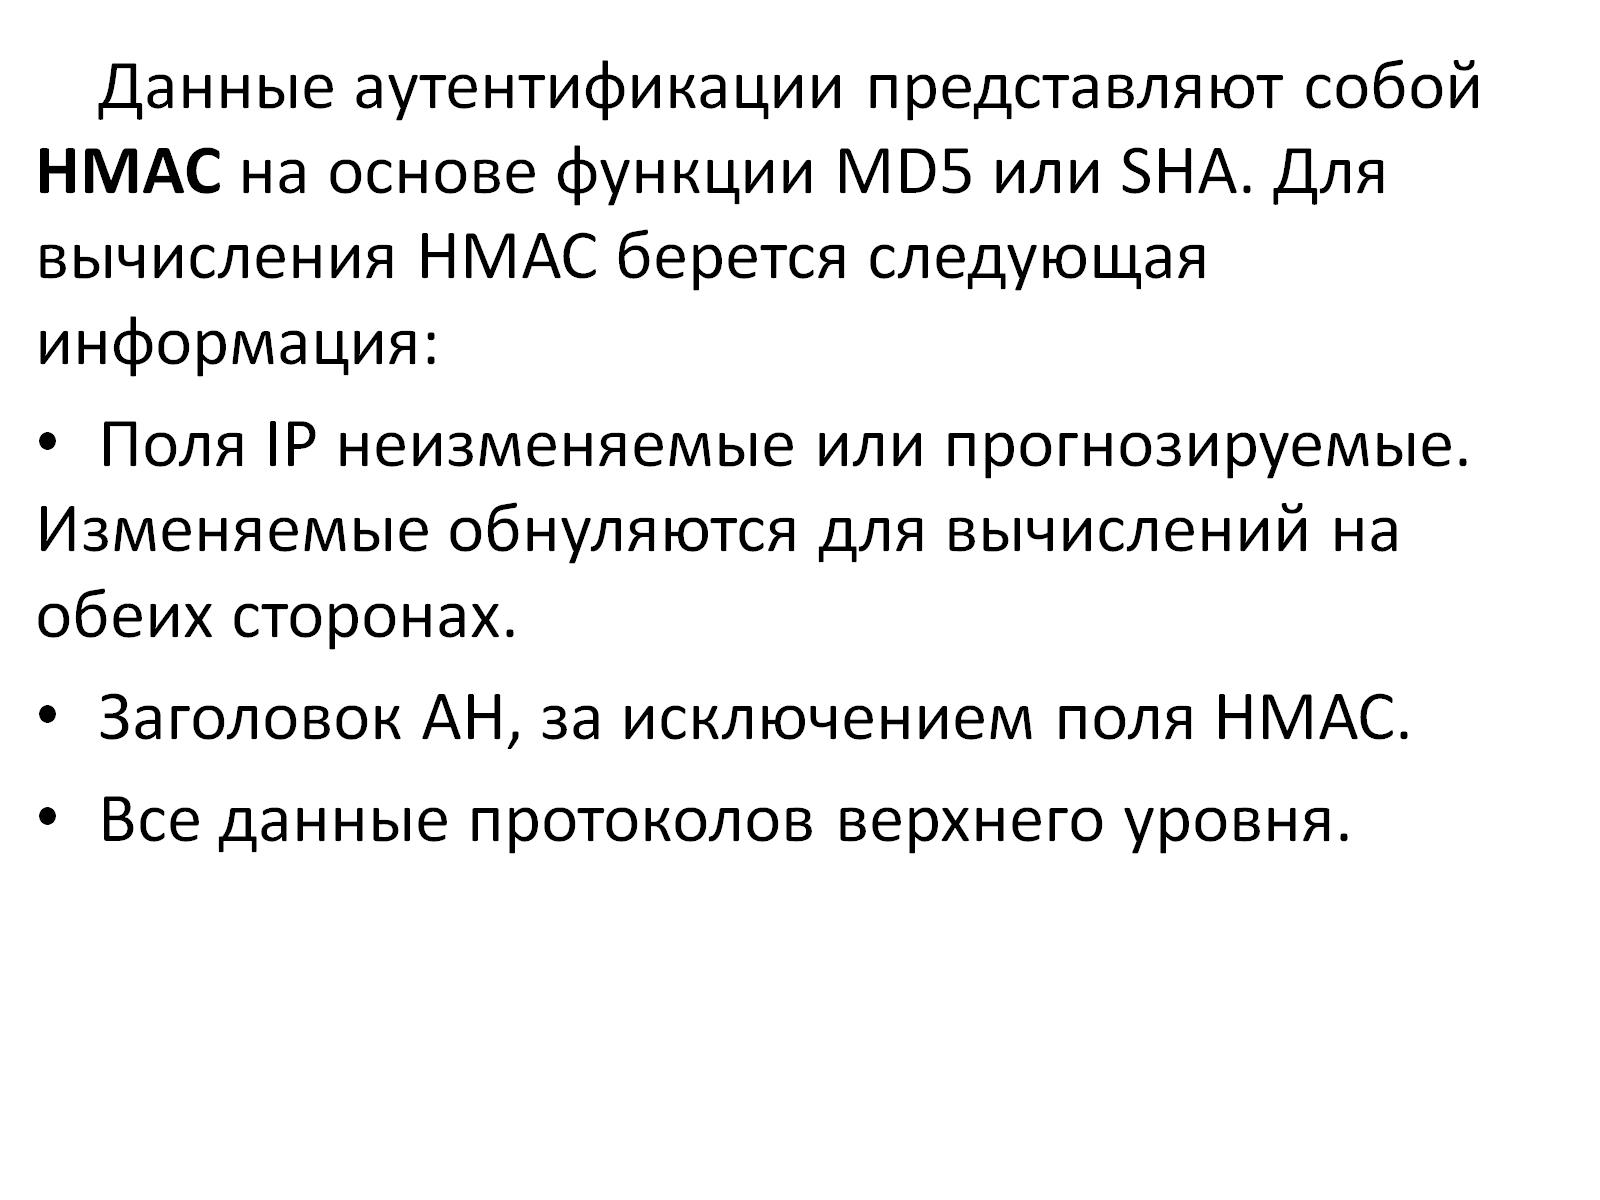 Данные аутентификации представляют собой
HMAC на основе функции MD5 или SHA. Для
вычисления HMAC берется следующая
информация:
• Поля IP неизменяемые или прогнозируемые.
Изменяемые обнуляются для вычислений на
обеих сторонах.
• Заголовок AH, за исключением поля HMAC.
• Все данные протоколов верхнего уровня.